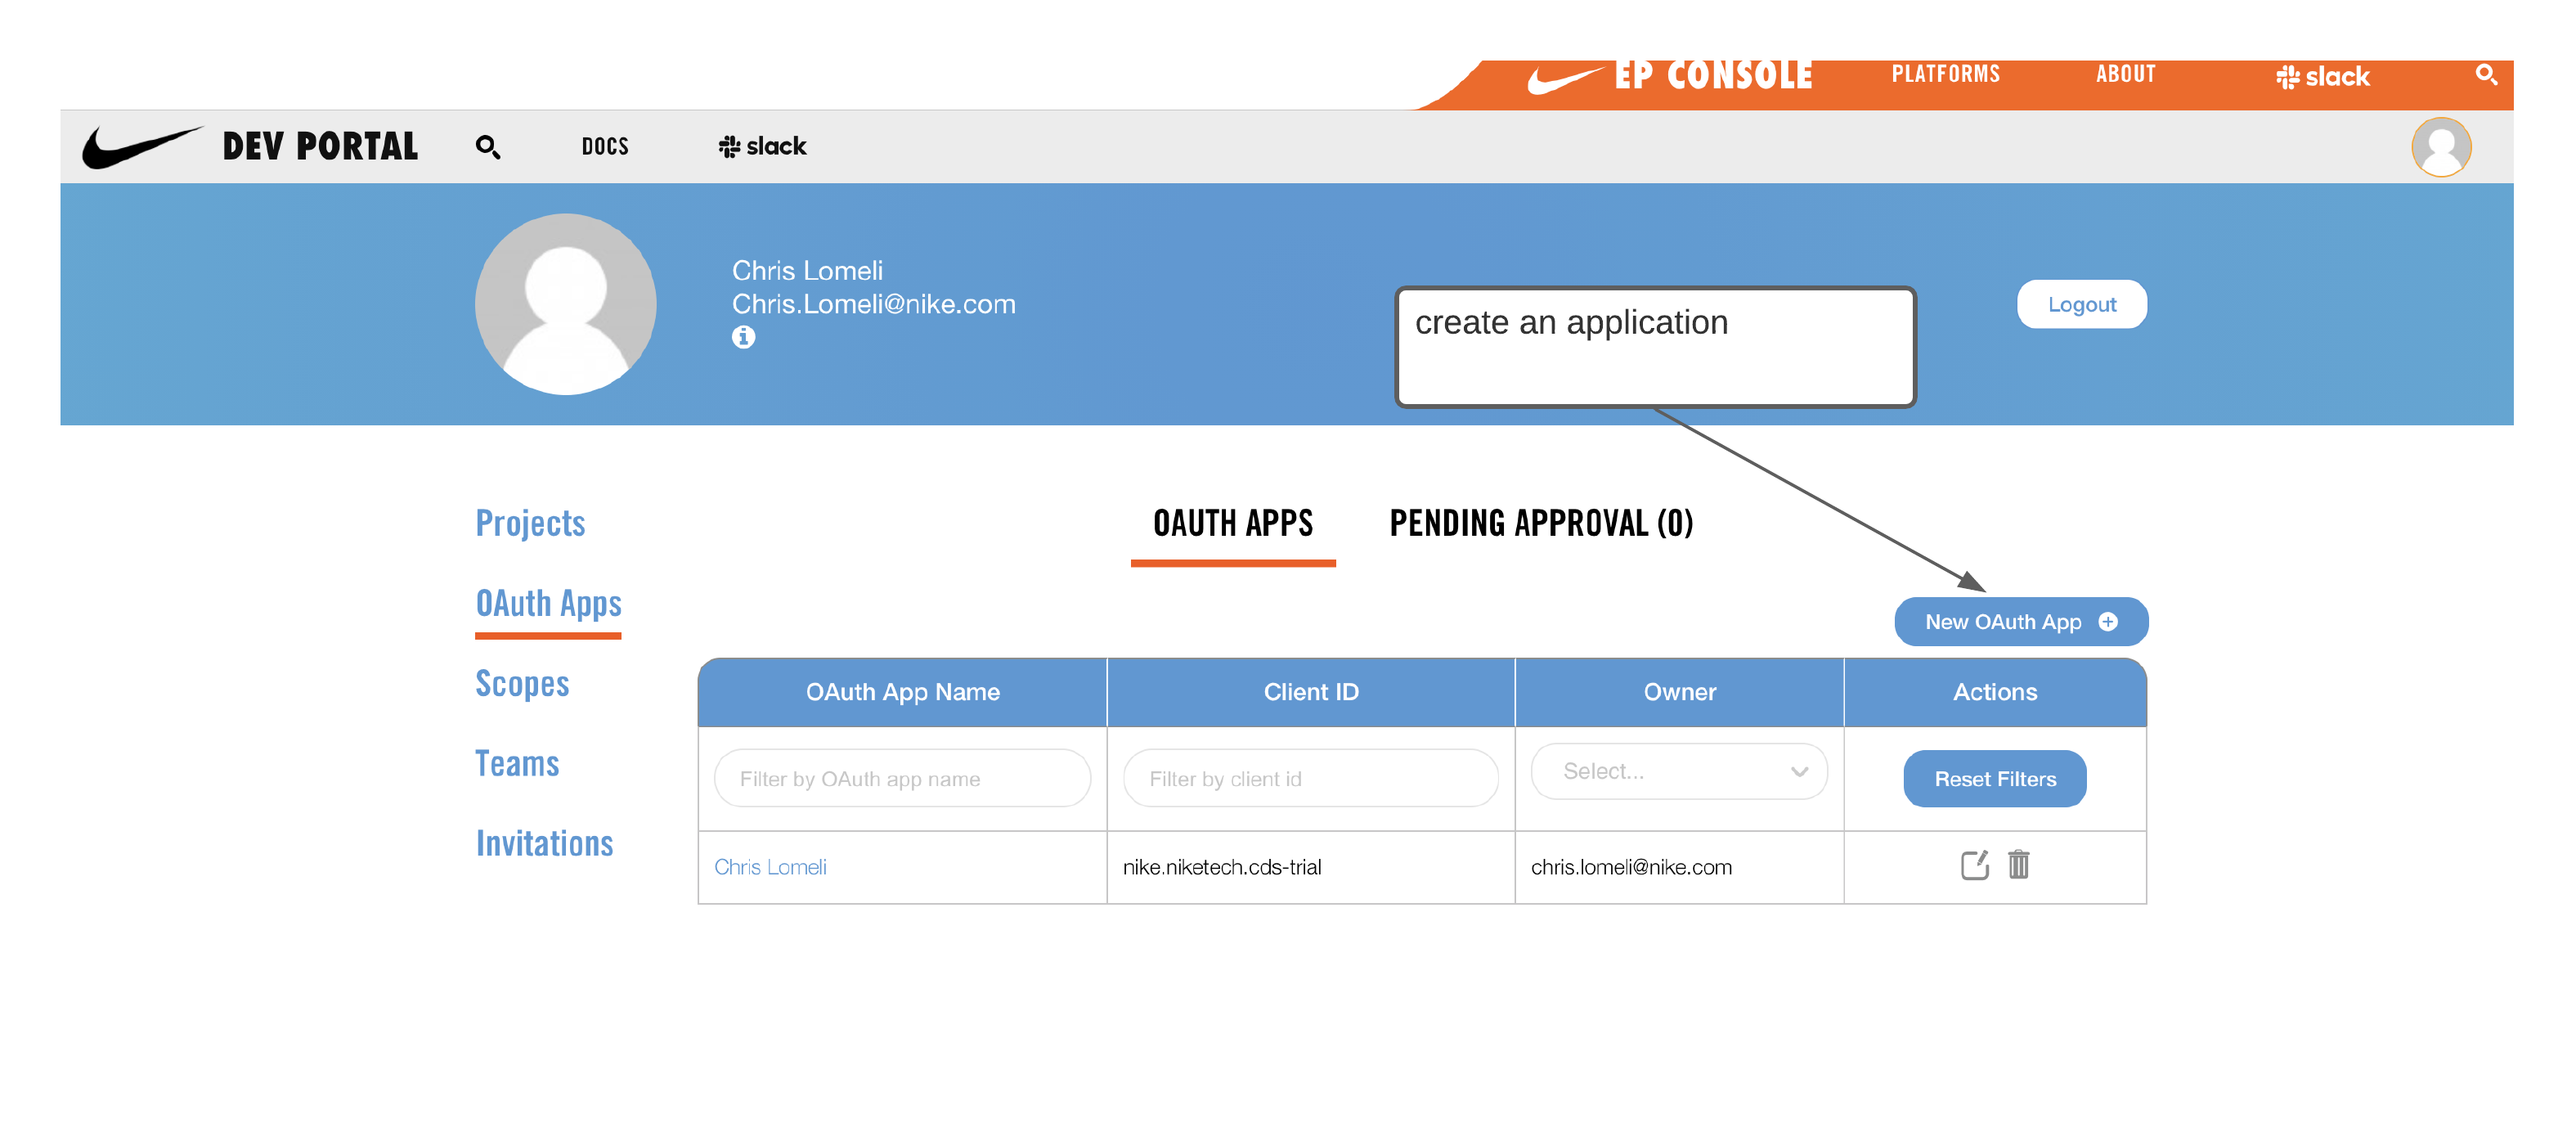 EP CONSOLE PLATFORMS ABOUT slack
DEV PORTAL DOCS slack
Chris Lomeli
Chris.Lomeli@nike.com
create an application
Logout
Projects
OAuth Apps
Scopes
Teams
Invitations
OAUTH APPS PENDING APPROVAL (0)
New OAuth App
OAuth App Name Client ID Owner Actions
Filter by OAuth app name Filter by client id Select... Reset Filters
Chris Lomeli nike.niketech.cds-trial chris.lomeli@nike.com